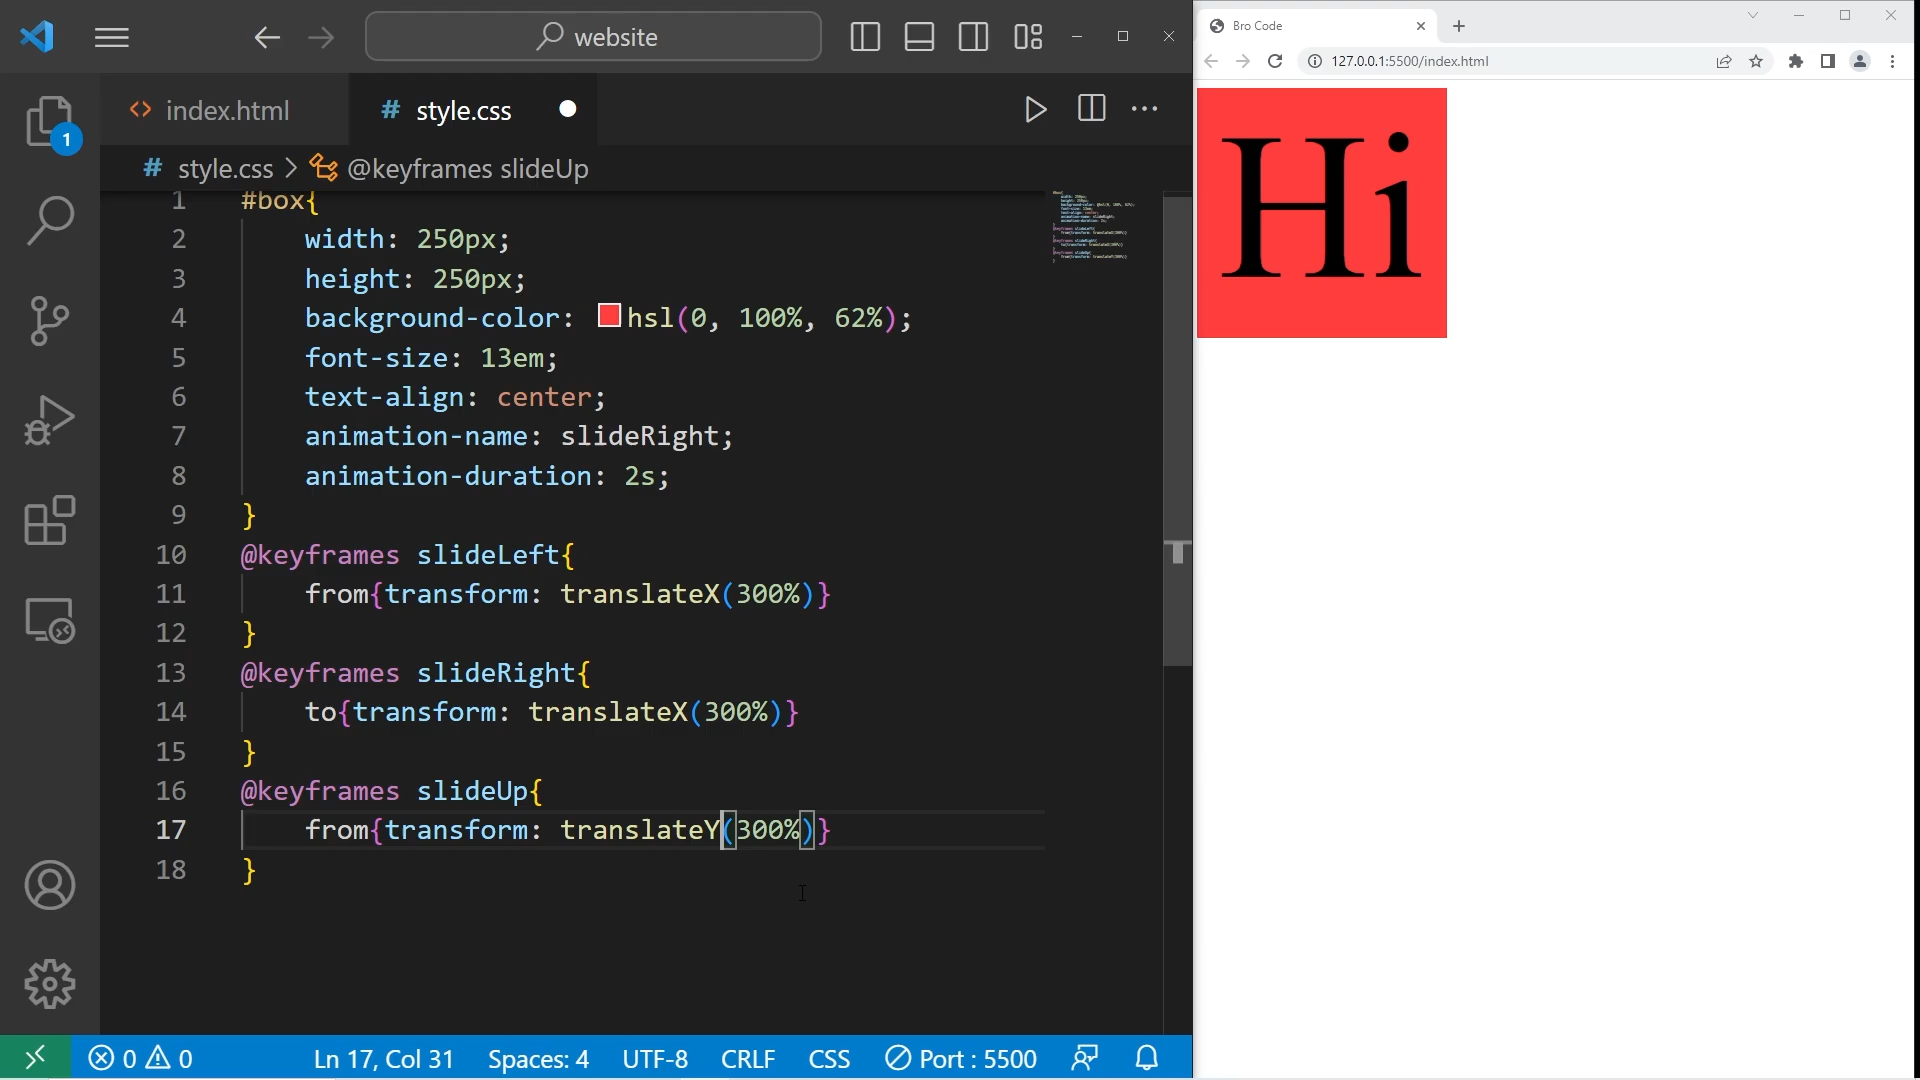 website
index.html
# style.css
# style.css > @keyframes slideUp
1 #box{
2 width: 250px;
3 height: 250px;
4 background-color: hsl(0, 100%, 62%);
5 font-size: 13em;
6 text-align: center;
7 animation-name: slideRight;
8 animation-duration: 2s;
9 }
10 @keyframes slideLeft{
11 from{transform: translateX(300%)}
12 }
13 @keyframes slideRight{
14 to{transform: translateX(300%)}
15 }
16 @keyframes slideUp{
17 from{transform: translateY(300%)}
18 }
1
0 0 Ln 17, Col 31 Spaces: 4 UTF-8 CRLF CSS Port : 5500
Bro Code
127.0.0.1:5500/index.html
Hi